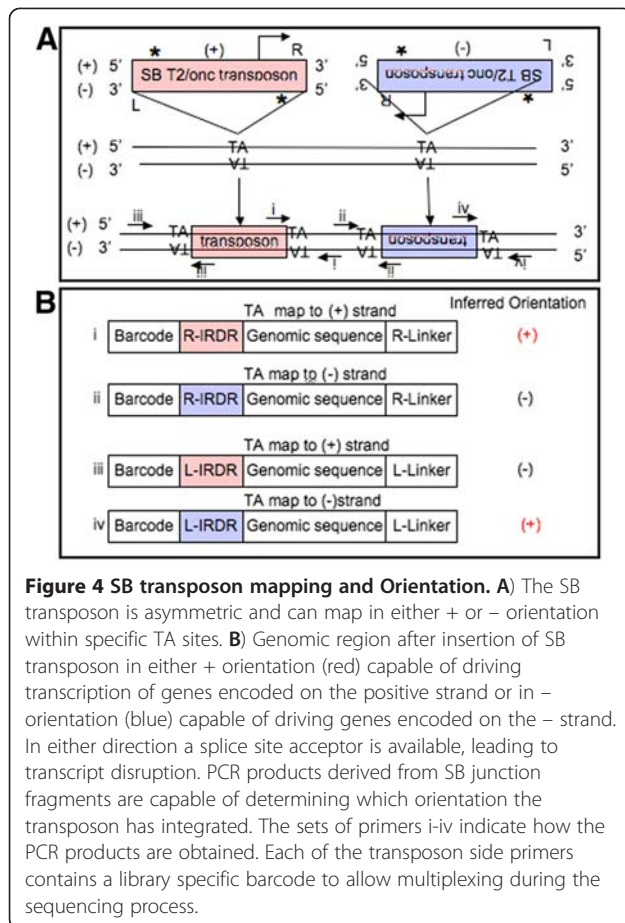 A
(+) 5' * (+) R 3' 5' * (-) L 3'
SB T2/onc transposon SB T2/onc transposon
(-) 3' L * 5' 3' R * 5'
(+) 5' TA TA 3'
(-) 3' TA TA 5'
(+) 5' iii TA i TA ii TA iv TA 3'
transposon transposon
(-) 3' TA iii TA i TA ii TA iv 5'
B
TA map to (+) strand Inferred Orientation
i Barcode R-IRDR Genomic sequence R-Linker (+)
TA map to (-) strand
ii Barcode R-IRDR Genomic sequence R-Linker (-)
TA map to (+) strand
iii Barcode L-IRDR Genomic sequence L-Linker (-)
TA map to (-)strand
iv Barcode L-IRDR Genomic sequence L-Linker (+)
Figure 4 SB transposon mapping and Orientation. A) The SB
transposon is asymmetric and can map in either + or – orientation
within specific TA sites. B) Genomic region after insertion of SB
transposon in either + orientation (red) capable of driving
transcription of genes encoded on the positive strand or in –
orientation (blue) capable of driving genes encoded on the – strand.
In either direction a splice site acceptor is available, leading to
transcript disruption. PCR products derived from SB junction
fragments are capable of determining which orientation the
transposon has integrated. The sets of primers i-iv indicate how the
PCR products are obtained. Each of the transposon side primers
contains a library specific barcode to allow multiplexing during the
sequencing process.